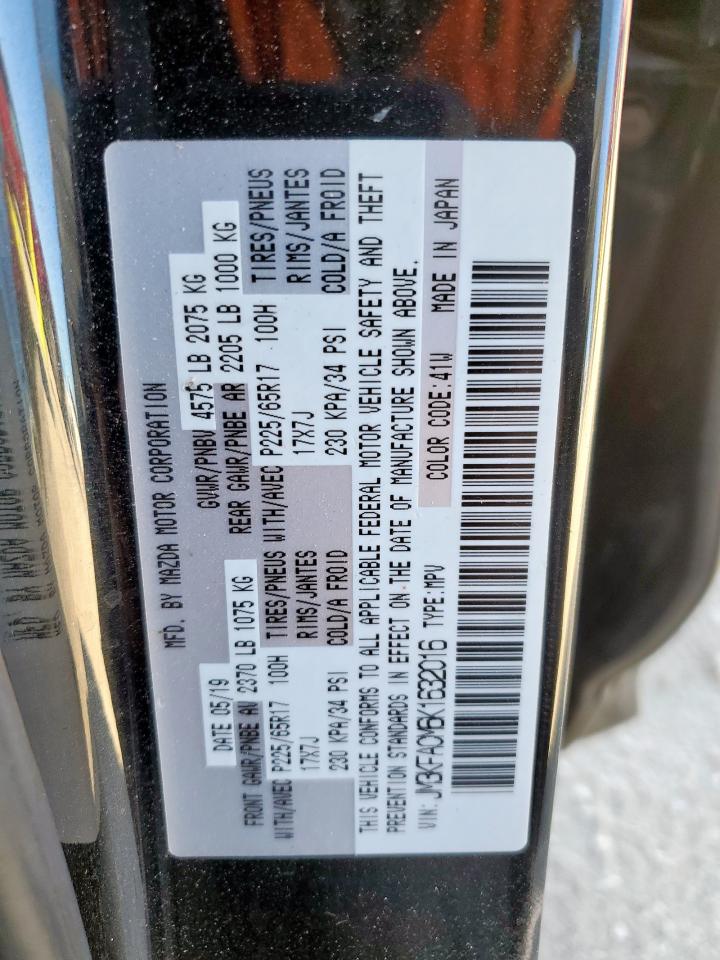 MFD. BY MAZDA MOTOR CORPORATION
DATE 05/19 GVWR/PNBV 4575 LB 2075 KG
FRONT GAWR/PNBE AV 2370 LB 1075 KG REAR GAWR/PNBE AR 2205 LB 1000 KG
WITH/AVEC P225/65R17 100H TIRES/PNEUS WITH/AVEC P225/65R17 100H TIRES/PNEUS
17X7J RIMS/JANTES 17X7J RIMS/JANTES
230 KPA/34 PSI COLD/A FROID 230 KPA/34 PSI COLD/A FROID
THIS VEHICLE CONFORMS TO ALL APPLICABLE FEDERAL MOTOR VEHICLE SAFETY AND THEFT
PREVENTION STANDARDS IN EFFECT ON THE DATE OF MANUFACTURE SHOWN ABOVE.
VIN: JM3KFACM6K1632016 TYPE:MPV COLOR CODE:41W MADE IN JAPAN